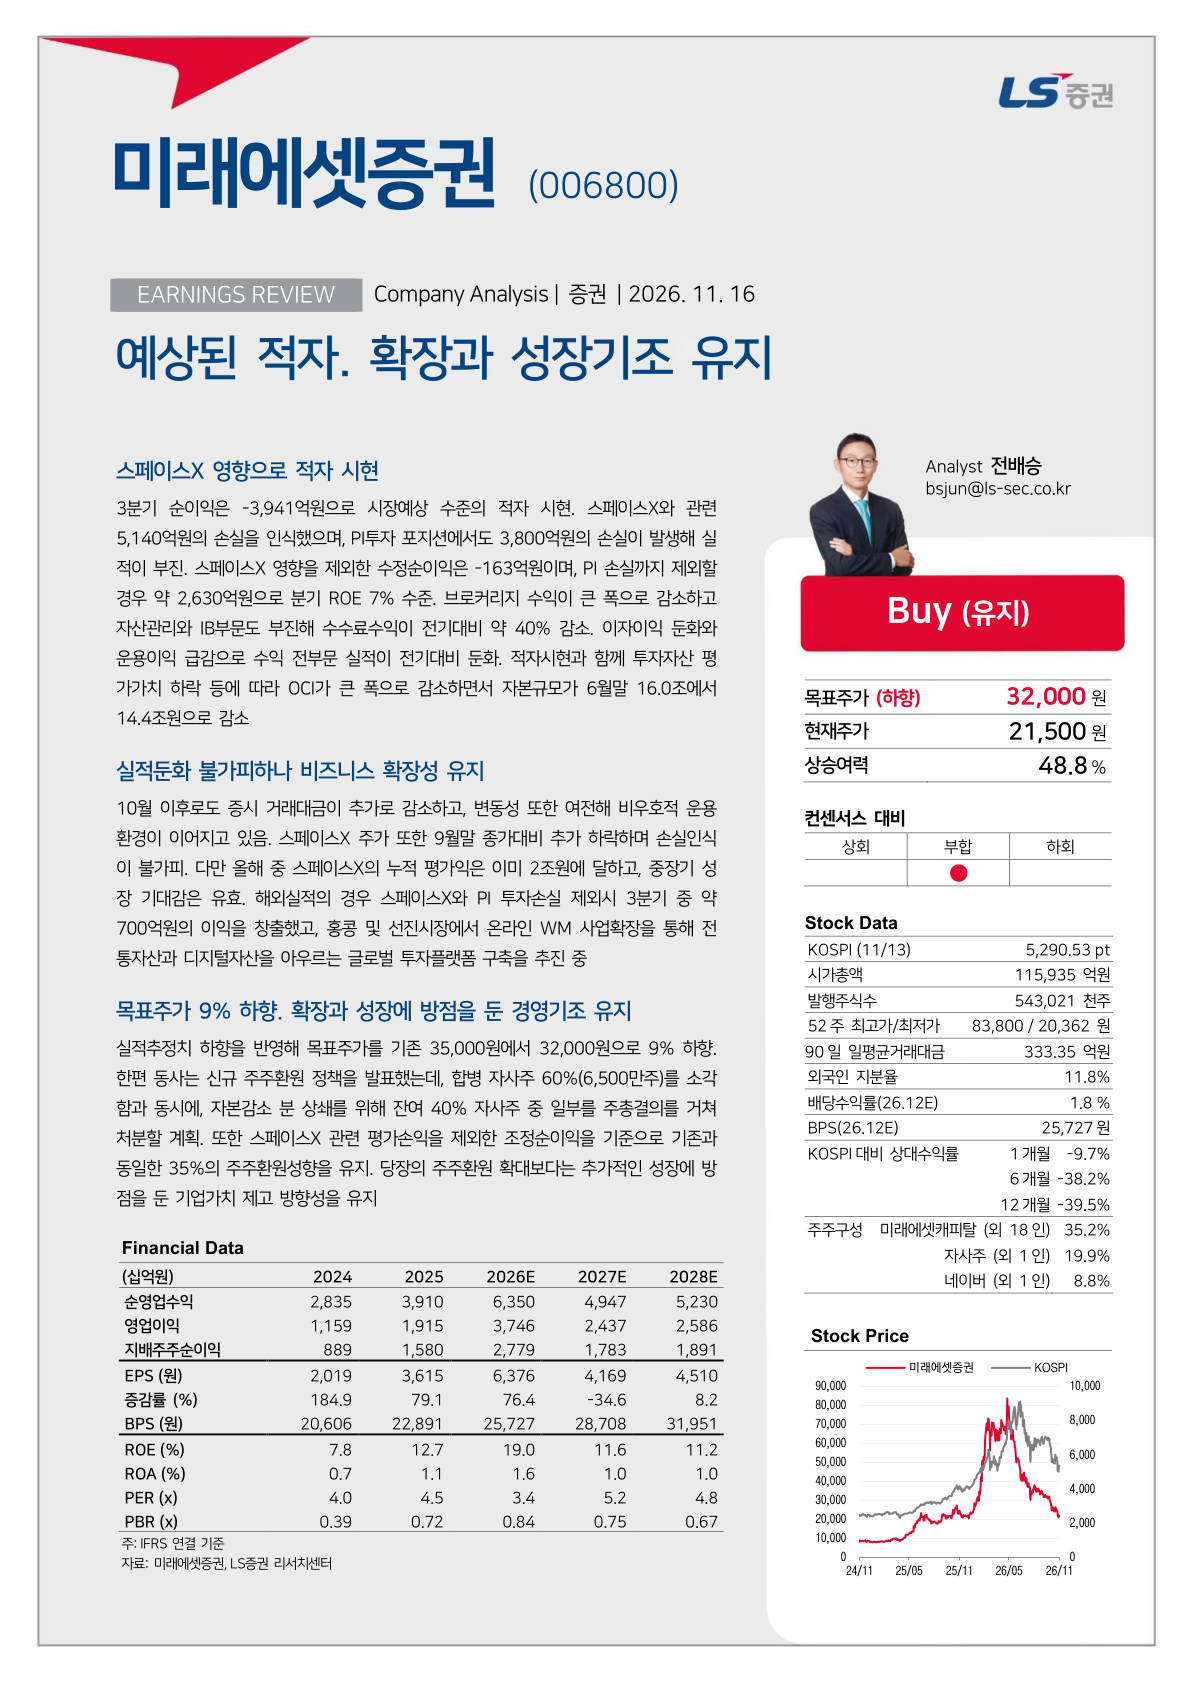 LS증권
미래에셋증권 (006800)
EARNINGS REVIEW Company Analysis | 증권 | 2026. 11. 16
예상된 적자. 확장과 성장기조 유지
스페이스X 영향으로 적자 시현
3분기 순이익은 -3,941억원으로 시장예상 수준의 적자 시현. 스페이스X와 관련
5,140억원의 손실을 인식했으며, PI투자 포지션에서도 3,800억원의 손실이 발생해 실
적이 부진. 스페이스X 영향을 제외한 수정순이익은 -163억원이며, PI 손실까지 제외할
경우 약 2,630억원으로 분기 ROE 7% 수준. 브로커리지 수익이 큰 폭으로 감소하고
자산관리와 IB부문도 부진해 수수료수익이 전기대비 약 40% 감소. 이자이익 둔화와
운용이익 급감으로 수익 전부문 실적이 전기대비 둔화. 적자시현과 함께 투자자산 평
가가치 하락 등에 따라 OCI가 큰 폭으로 감소하면서 자본규모가 6월말 16.0조에서
14.4조원으로 감소
실적둔화 불가피하나 비즈니스 확장성 유지
10월 이후로도 증시 거래대금이 추가로 감소하고, 변동성 또한 여전해 비우호적 운용
환경이 이어지고 있음. 스페이스X 주가 또한 9월말 종가대비 추가 하락하며 손실인식
이 불가피. 다만 올해 중 스페이스X의 누적 평가익은 이미 2조원에 달하고, 중장기 성
장 기대감은 유효. 해외실적의 경우 스페이스X와 PI 투자손실 제외시 3분기 중 약
700억원의 이익을 창출했고, 홍콩 및 선진시장에서 온라인 WM 사업확장을 통해 전
통자산과 디지털자산을 아우르는 글로벌 투자플랫폼 구축을 추진 중
목표주가 9% 하향. 확장과 성장에 방점을 둔 경영기조 유지
실적추정치 하향을 반영해 목표주가를 기존 35,000원에서 32,000원으로 9% 하향.
한편 동사는 신규 주주환원 정책을 발표했는데, 합병 자사주 60%(6,500만주)를 소각
함과 동시에, 자본감소 분 상쇄를 위해 잔여 40% 자사주 중 일부를 주총결의를 거쳐
처분할 계획. 또한 스페이스X 관련 평가손익을 제외한 조정순이익을 기준으로 기존과
동일한 35%의 주주환원성향을 유지. 당장의 주주환원 확대보다는 추가적인 성장에 방
점을 둔 기업가치 제고 방향성을 유지
Financial Data
(십억원) 2024 2025 2026E 2027E 2028E
순영업수익 2,835 3,910 6,350 4,947 5,230
영업이익 1,159 1,915 3,746 2,437 2,586
지배주주순이익 889 1,580 2,779 1,783 1,891
EPS (원) 2,019 3,615 6,376 4,169 4,510
증감률 (%) 184.9 79.1 76.4 -34.6 8.2
BPS (원) 20,606 22,891 25,727 28,708 31,951
ROE (%) 7.8 12.7 19.0 11.6 11.2
ROA (%) 0.7 1.1 1.6 1.0 1.0
PER (x) 4.0 4.5 3.4 5.2 4.8
PBR (x) 0.39 0.72 0.84 0.75 0.67
주: IFRS 연결 기준
자료: 미래에셋증권, LS증권 리서치센터
Analyst 전배승
bsjun@ls-sec.co.kr
Buy (유지)
목표주가 (하향) 32,000 원
현재주가 21,500 원
상승여력 48.8 %
컨센서스 대비
상회 부합 하회
Stock Data
KOSPI (11/13) 5,290.53 pt
시가총액 115,935 억원
발행주식수 543,021 천주
52 주 최고가/최저가 83,800 / 20,362 원
90 일 일평균거래대금 333.35 억원
외국인 지분율 11.8%
배당수익률(26.12E) 1.8 %
BPS(26.12E) 25,727 원
KOSPI 대비 상대수익률 1 개월 -9.7%
6 개월 -38.2%
12 개월 -39.5%
주주구성 미래에셋캐피탈 (외 18 인) 35.2%
자사주 (외 1 인) 19.9%
네이버 (외 1 인) 8.8%
Stock Price
미래에셋증권 KOSPI
90,000 10,000
80,000
70,000 8,000
60,000
50,000 6,000
40,000 4,000
30,000
20,000 2,000
10,000
0 0
24/11 25/05 25/11 26/05 26/11